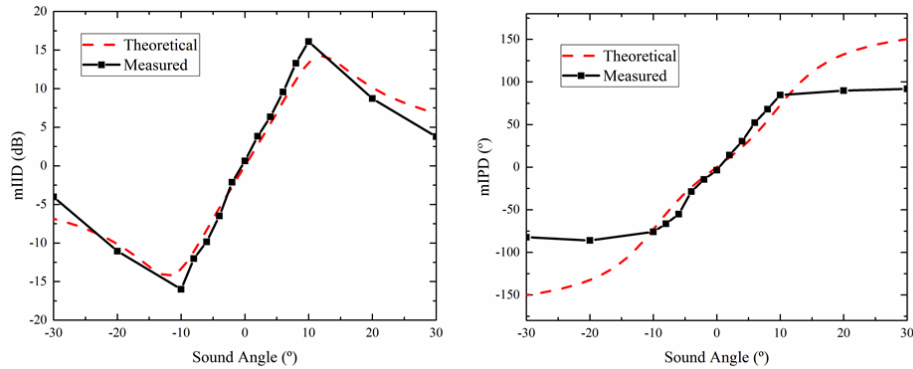 20
15
10
5
0
-5
-10
-15
-20
mIID (dB)
Theoretical
Measured
-30 -20 -10 0 10 20 30
Sound Angle (º)
150
100
50
0
-50
-100
-150
mIPD (º)
Theoretical
Measured
-30 -20 -10 0 10 20 30
Sound Angle (º)